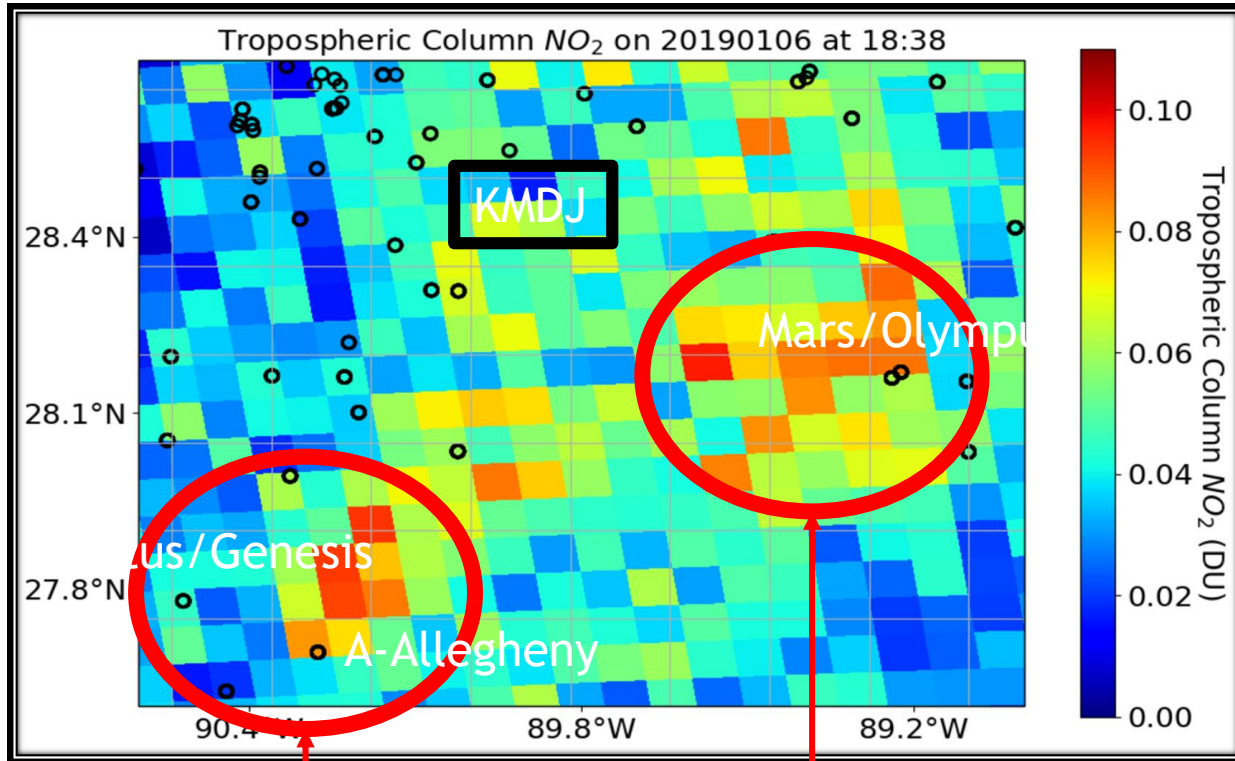 Tropospheric Column NO2 on 20190106 at 18:38
0.10
KMDJ
28.4°N
0.08
Mars/Olympu
0.06
28.1°N
0.04
cus/Genesis
27.8°N
0.02
A-Allegheny
0.00
90.4°W
89.8°W
89.2°W
Tropospheric Column NO2 (DU)